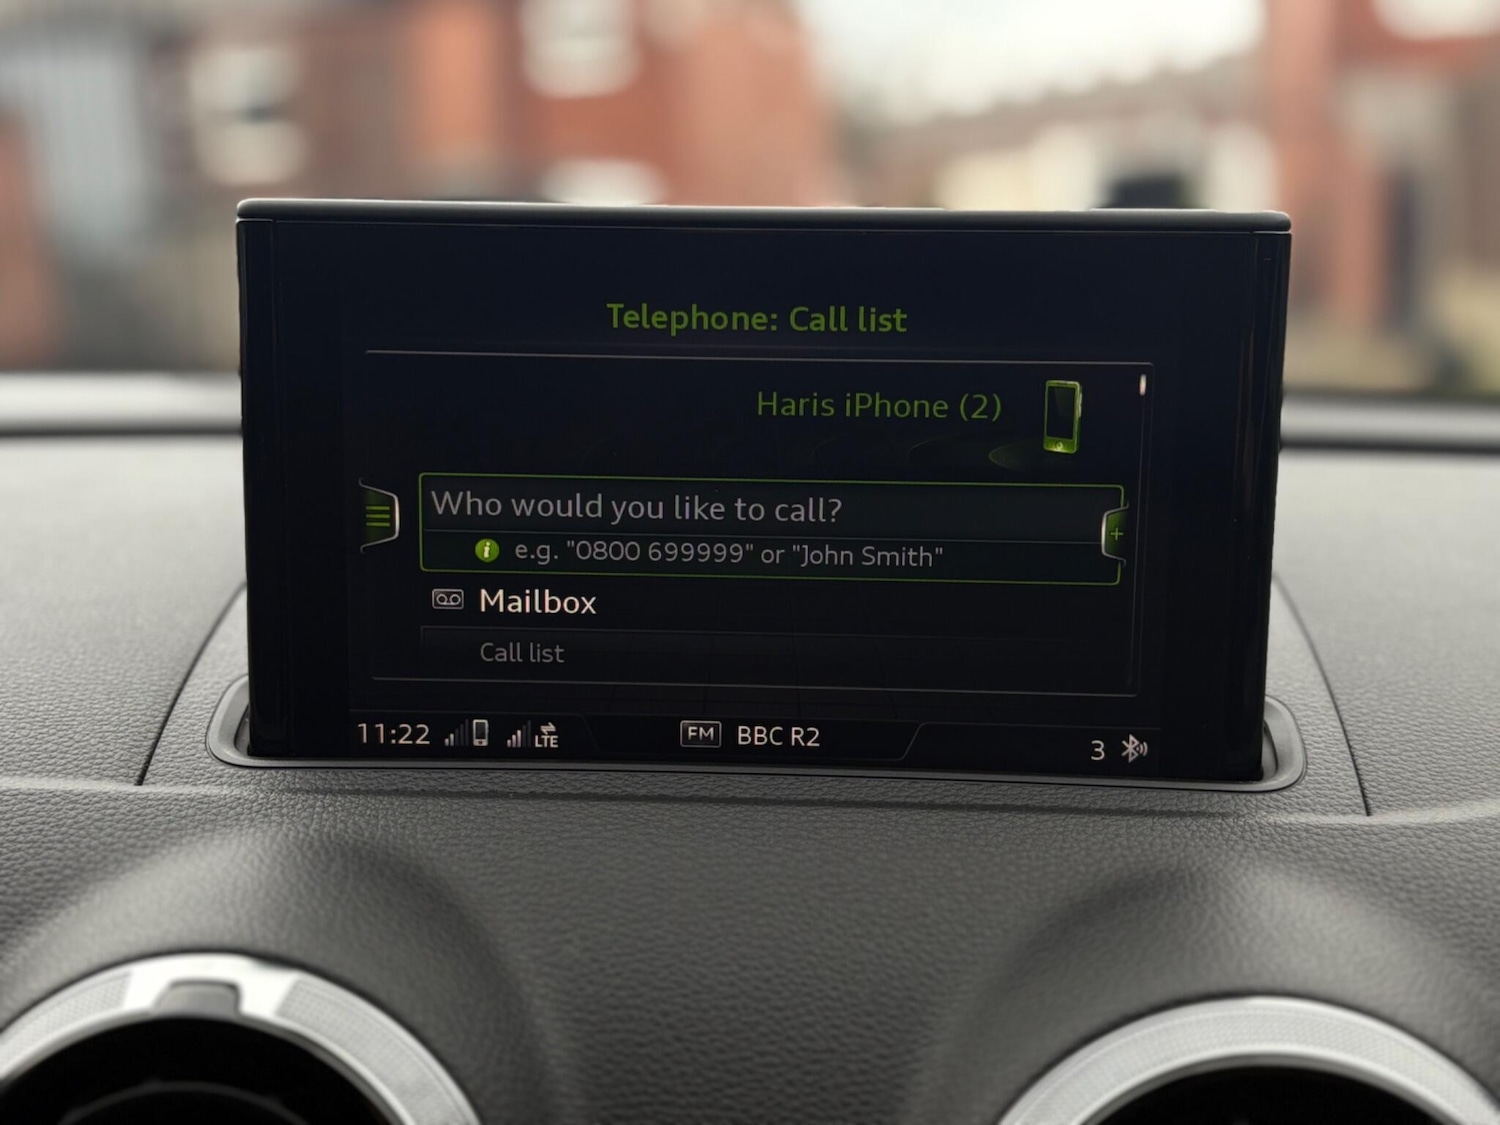 Telephone: Call list
Haris iPhone (2)
Who would you like to call?
e.g. "0800 699999" or "John Smith"
Mailbox
Call list
11:22 LTE FM BBC R2 3